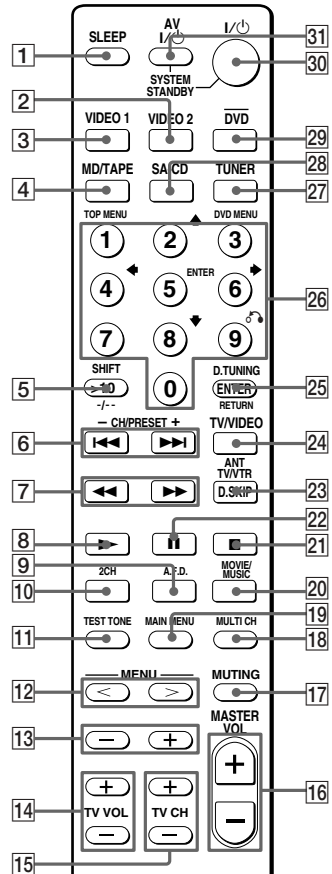 AV
SLEEP I/⏻ I/⏻
1 31
30
SYSTEM
STANDBY
2
VIDEO 1 VIDEO 2 DVD
3 29
28
MD/TAPE SA/CD TUNER
4 27
TOP MENU DVD MENU
1 2 3
ENTER
4 5 6
26
7 8 9
SHIFT D.TUNING
5 >10 0 ENTER 25
-/-- RETURN
– CH/PRESET + TV/VIDEO
6 24
ANT
TV/VTR
7 D.SKIP 23
22
8 21
9
2CH A.F.D. MOVIE/
MUSIC
10 20
19
TEST TONE MAIN MENU MULTI CH
11 18
MENU MUTING
12 < > 17
MASTER
VOL
13 – +
+
+ +
14 TV VOL TV CH 16
– – –
15